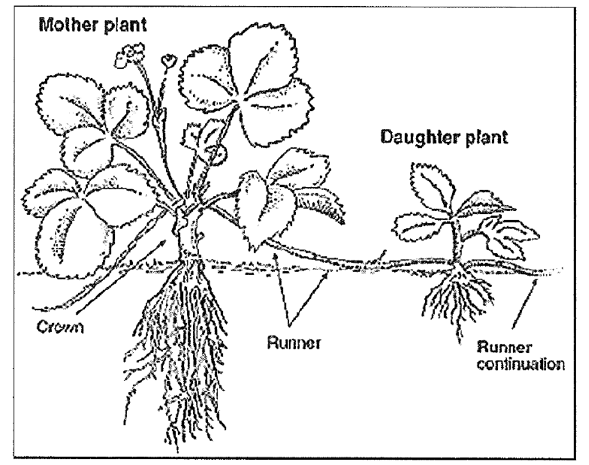 Mother plant
Daughter plant
Crown
Runner
Runner
continuation